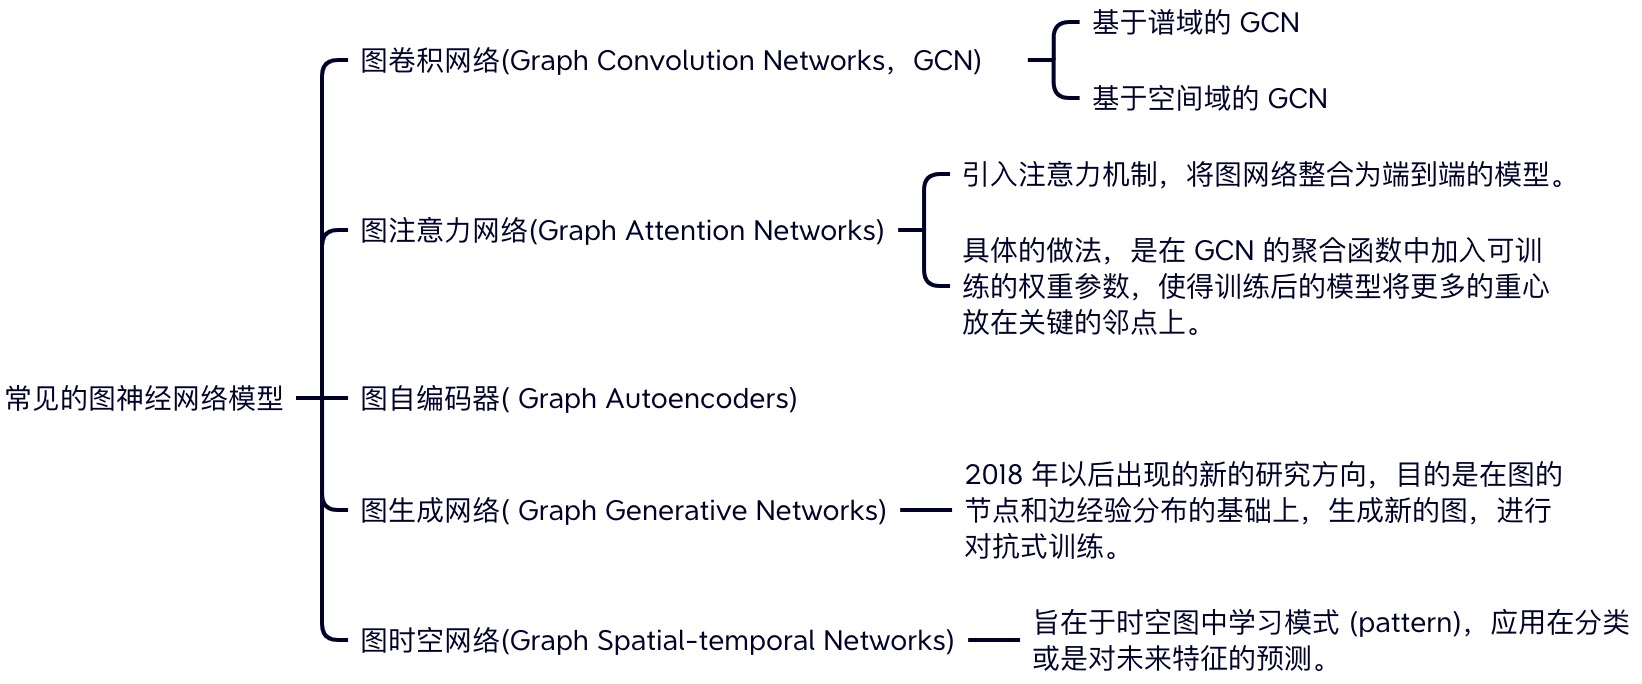 常见的图神经网络模型
图卷积网络(Graph Convolution Networks，GCN)
基于谱域的 GCN
基于空间域的 GCN
图注意力网络(Graph Attention Networks)
引入注意力机制，将图网络整合为端到端的模型。
具体的做法，是在 GCN 的聚合函数中加入可训
练的权重参数，使得训练后的模型将更多的重心
放在关键的邻点上。
图自编码器( Graph Autoencoders)
图生成网络( Graph Generative Networks)
2018 年以后出现的新的研究方向，目的是在图的
节点和边经验分布的基础上，生成新的图，进行
对抗式训练。
图时空网络(Graph Spatial-temporal Networks)
旨在于时空图中学习模式 (pattern)，应用在分类
或是对未来特征的预测。